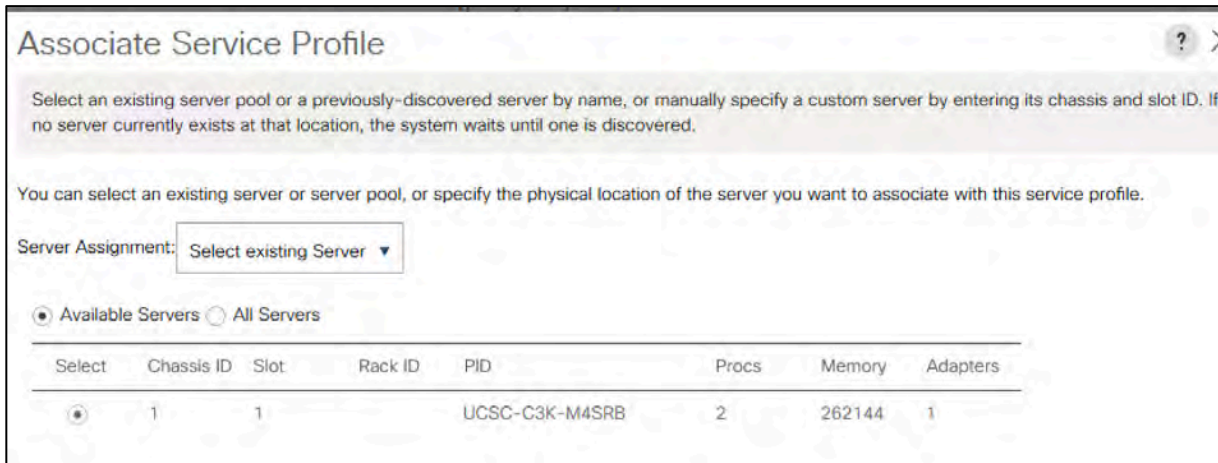 Associate Service Profile
?
Select an existing server pool or a previously-discovered server by name, or manually specify a custom server by entering its chassis and slot ID. If
no server currently exists at that location, the system waits until one is discovered.
You can select an existing server or server pool, or specify the physical location of the server you want to associate with this service profile.
Server Assignment: Select existing Server
Available Servers All Servers
Select Chassis ID Slot Rack ID PID Procs Memory Adapters
1 1 UCSC-C3K-M4SRB 2 262144 1